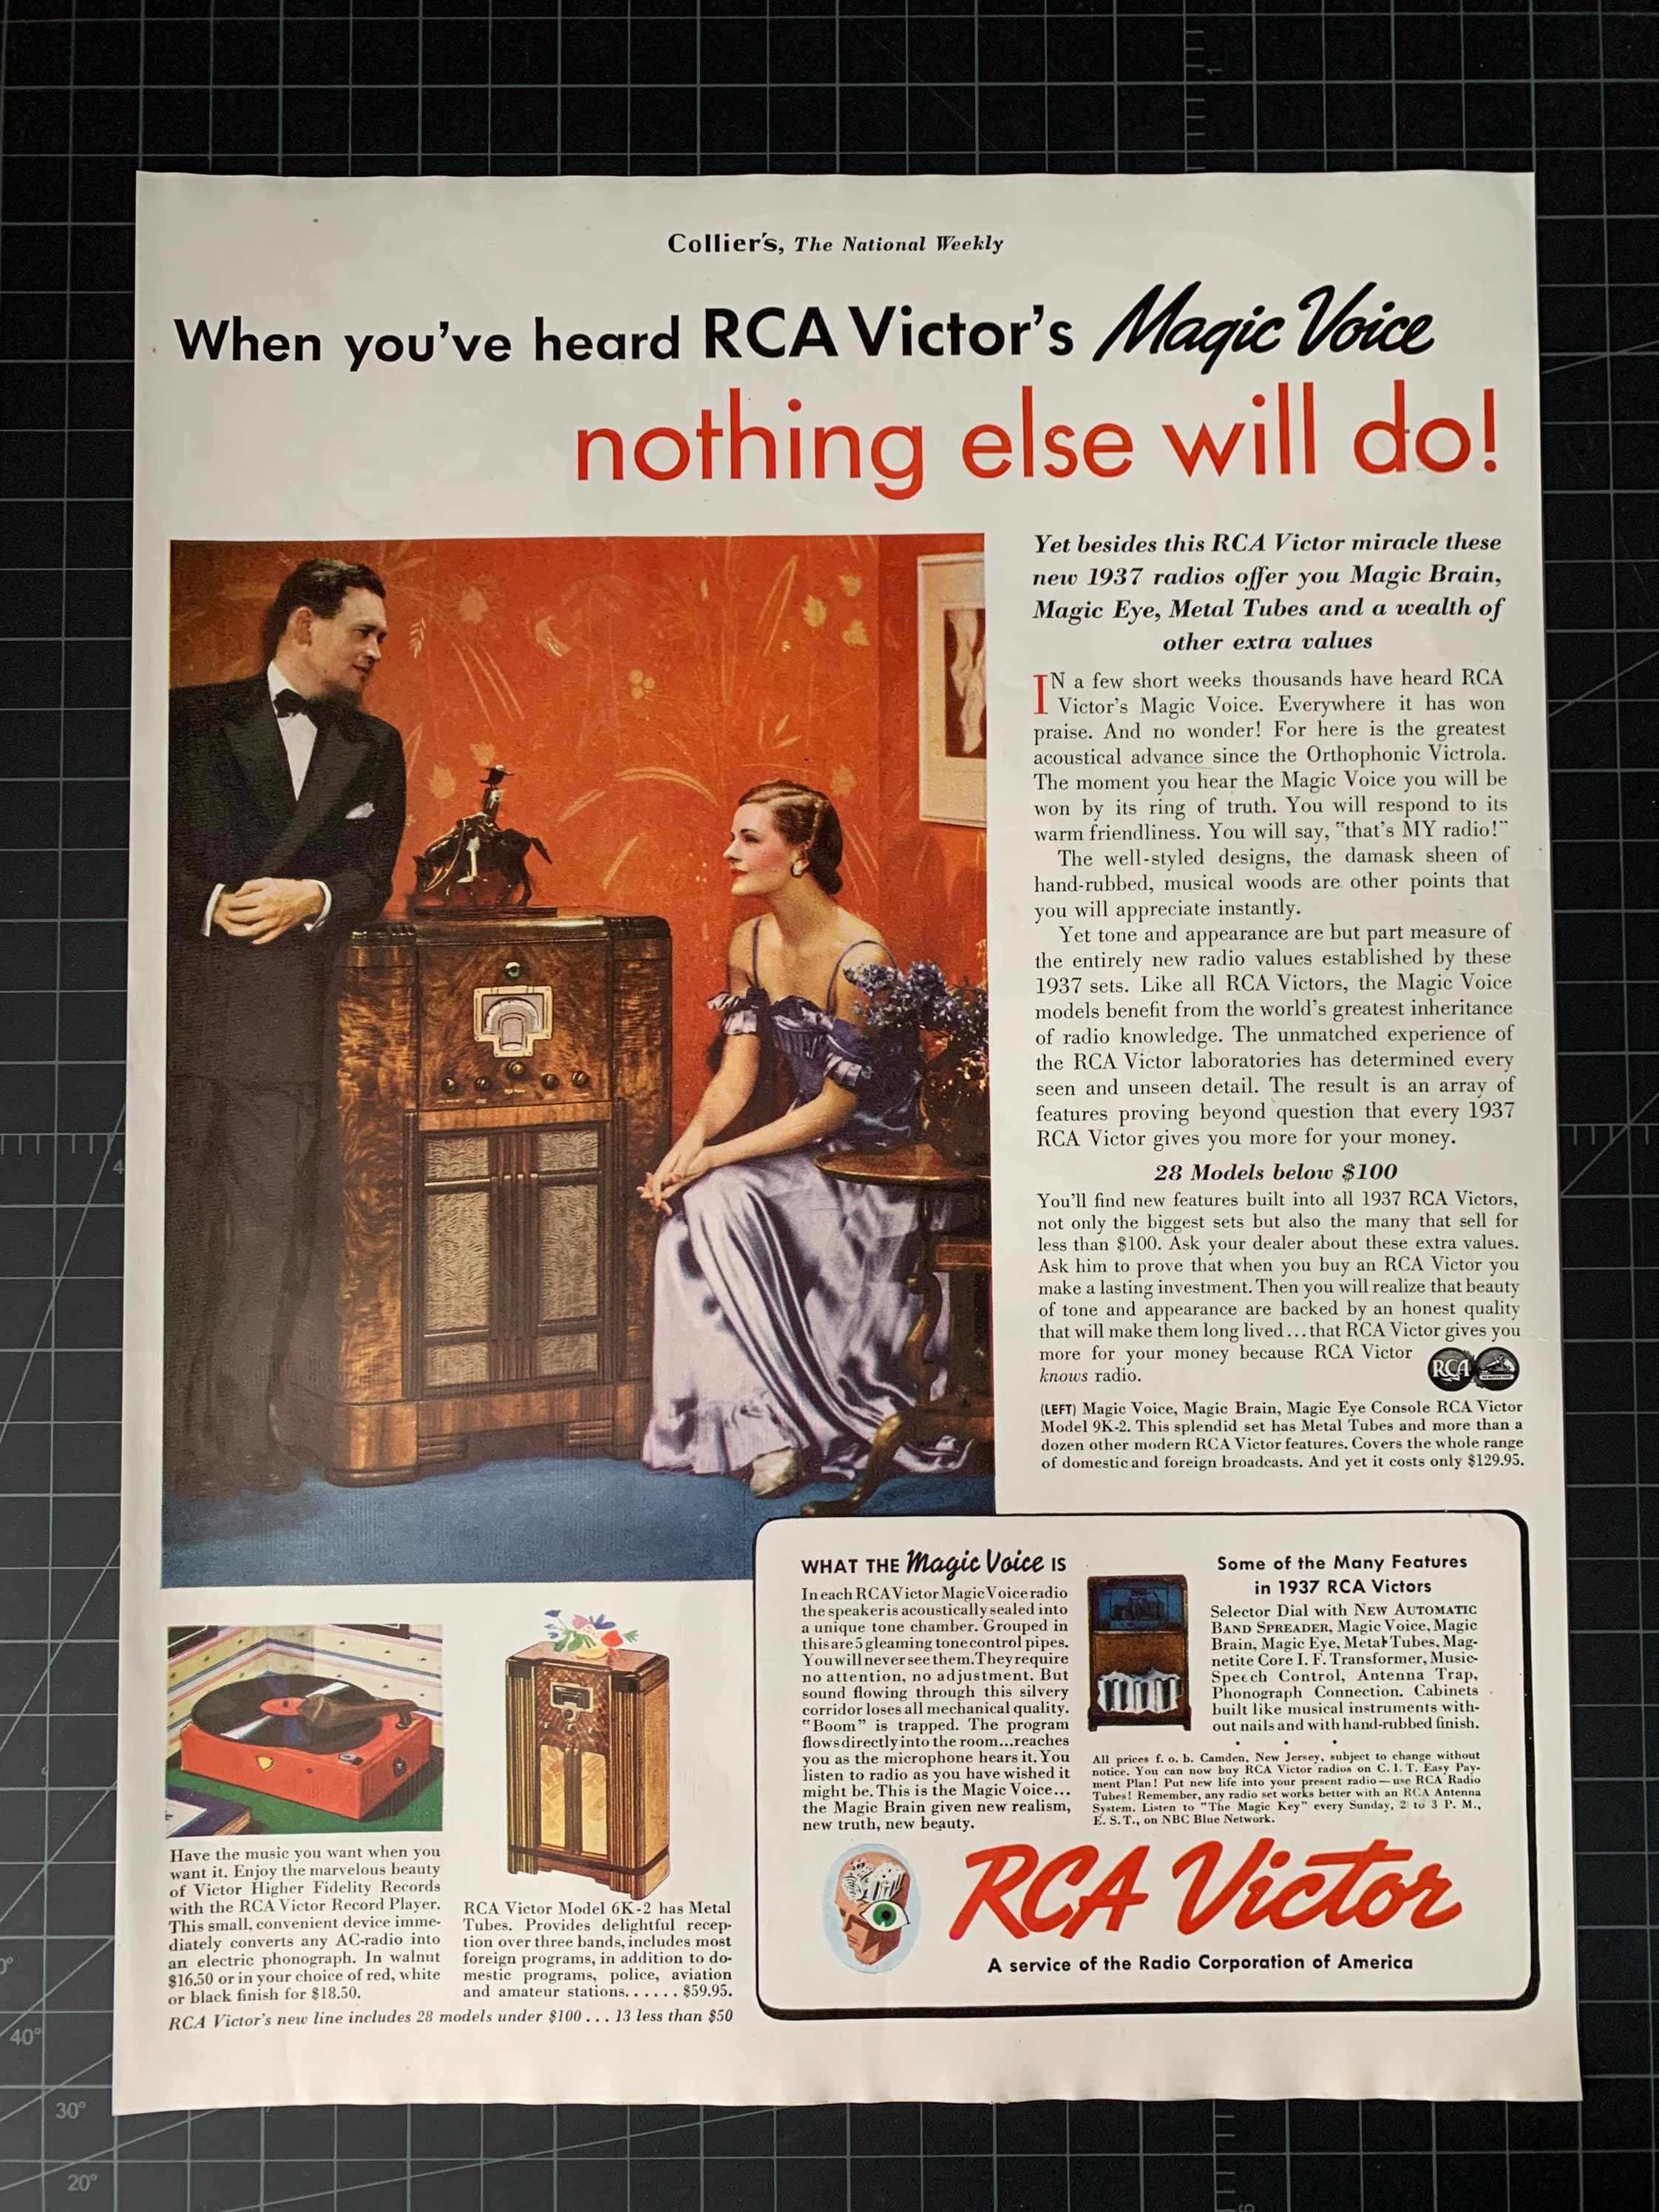 Collier's, The National Weekly
When you've heard RCA Victor's Magic Voice
nothing else will do!
Yet besides this RCA Victor miracle these
new 1937 radios offer you Magic Brain,
Magic Eye, Metal Tubes and a wealth of
other extra values
IN a few short weeks thousands have heard RCA
Victor's Magic Voice. Everywhere it has won
praise. And no wonder! For here is the greatest
acoustical advance since the Orthophonic Victrola.
The moment you hear the Magic Voice you will be
won by its ring of truth. You will respond to its
warm friendliness. You will say, "that's MY radio!"
The well-styled designs, the damask sheen of
hand-rubbed, musical woods are other points that
you will appreciate instantly.
Yet tone and appearance are but part measure of
the entirely new radio values established by these
1937 sets. Like all RCA Victors, the Magic Voice
models benefit from the world's greatest inheritance
of radio knowledge. The unmatched experience of
the RCA Victor laboratories has determined every
seen and unseen detail. The result is an array of
features proving beyond question that every 1937
RCA Victor gives you more for your money.
28 Models below $100
You'll find new features built into all 1937 RCA Victors,
not only the biggest sets but also the many that sell for
less than $100. Ask your dealer about these extra values.
Ask him to prove that when you buy an RCA Victor you
make a lasting investment. Then you will realize that beauty
of tone and appearance are backed by an honest quality
that will make them long lived...that RCA Victor gives you
more for your money because RCA Victor
knows radio.
RCA
(LEFT) Magic Voice, Magic Brain, Magic Eye Console RCA Victor
Model 9K-2. This splendid set has Metal Tubes and more than a
dozen other modern RCA Victor features. Covers the whole range
of domestic and foreign broadcasts. And yet it costs only $129.95.
Have the music you want when you
want it. Enjoy the marvelous beauty
of Victor Higher Fidelity Records
with the RCA Victor Record Player.
This small, convenient device imme-
diately converts any AC-radio into
an electric phonograph. In walnut
$16.50 or in your choice of red, white
or black finish for $18.50.
RCA Victor Model 6K-2 has Metal
Tubes. Provides delightful recep-
tion over three bands, includes most
foreign programs, in addition to do-
mestic programs, police, aviation
and amateur stations......$59.95.
RCA Victor's new line includes 28 models under $100...13 less than $50
WHAT THE Magic Voice IS
In each RCA Victor Magic Voice radio
the speaker is acoustically sealed into
a unique tone chamber. Grouped in
this are 5 gleaming tone control pipes.
You will never see them. They require
no attention, no adjustment. But
sound flowing through this silvery
corridor loses all mechanical quality.
"Boom" is trapped. The program
flows directly into the room...reaches
you as the microphone hears it. You
listen to radio as you have wished it
might be. This is the Magic Voice...
the Magic Brain given new realism,
new truth, new beauty.
Some of the Many Features
in 1937 RCA Victors
Selector Dial with NEW AUTOMATIC
BAND SPREADER, Magic Voice, Magic
Brain, Magic Eye, Metal Tubes, Mag-
netite Core I. F. Transformer, Music-
Speech Control, Antenna Trap,
Phonograph Connection. Cabinets
built like musical instruments with-
out nails and with hand-rubbed finish.
• • •
All prices f. o. b. Camden, New Jersey, subject to change without
notice. You can now buy RCA Victor radios on C. I. T. Easy Pay-
ment Plan! Put new life into your present radio—use RCA Radio
Tubes! Remember, any radio set works better with an RCA Antenna
System. Listen to "The Magic Key" every Sunday, 2 to 3 P. M.,
E. S. T., on NBC Blue Network.
RCA Victor
A service of the Radio Corporation of America
40°
30°
20°